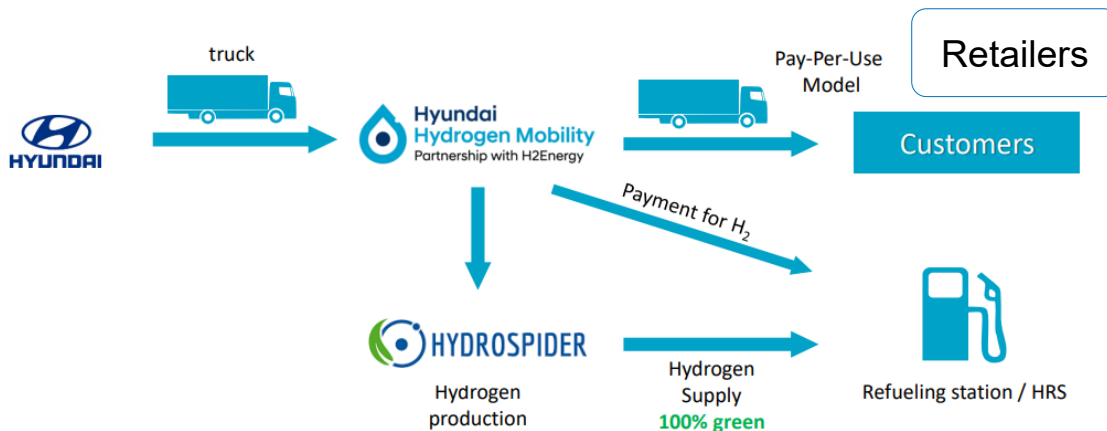 Retailers
truck
Pay-Per-Use
Model
HYUNDAI
Hyundai
Hydrogen Mobility
Partnership with H2Energy
Customers
Payment for H2
HYDROSPIDER
Hydrogen
production
Hydrogen
Supply
100% green
Refueling station / HRS